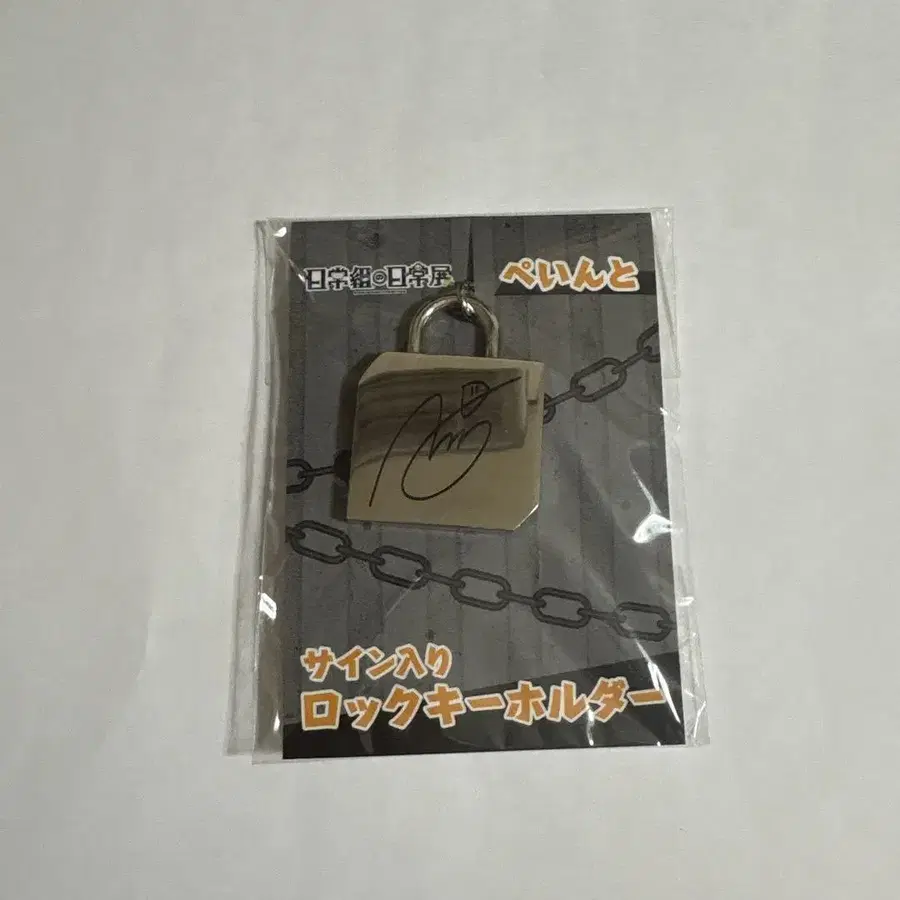 日常組の日常展
ぺいんと
サイン入り
ロックキーホルダー